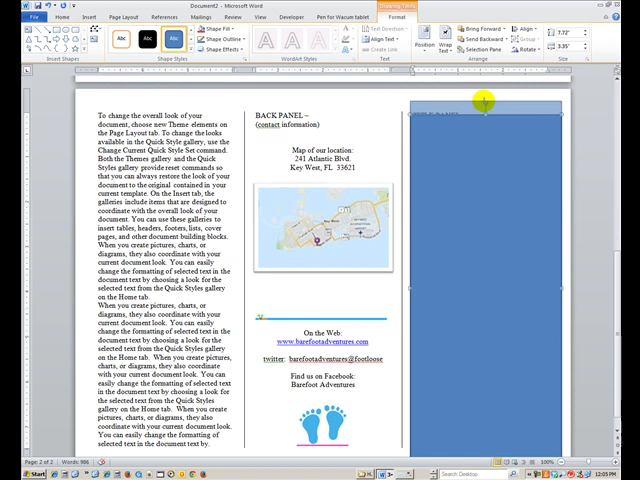 Document2 - Microsoft Word
Drawing Tools
File
Home
Insert
Page Layout
References
Mailings
Review
View
Developer
Pen for Wacum tablet
Format
Abc
Abc
Abc
Shape Fill
Shape Outline
Shape Effects
Text Direction
Align Text
Create Link
Position
Wrap Text
Bring Forward
Send Backward
Selection Pane
Align
Group
Rotate
7.72"
3.35"
Insert Shapes
Shape Styles
WordArt Styles
Text
Arrange
Size
To change the overall look of your
document, choose new Theme elements on
the Page Layout tab. To change the looks
available in the Quick Style gallery, use the
Change Current Quick Style Set command.
Both the Themes gallery and the Quick
Styles gallery provide reset commands so
that you can always restore the look of your
document to the original contained in your
current template. On the Insert tab, the
galleries include items that are designed to
coordinate with the overall look of your
document. You can use these galleries to
insert tables, headers, footers, lists, cover
pages, and other document building blocks.
When you create pictures, charts, or
diagrams, they also coordinate with your
current document look. You can easily
change the formatting of selected text in the
document text by choosing a look for the
selected text from the Quick Styles gallery
on the Home tab.
When you create pictures, charts, or
diagrams, they also coordinate with your
current document look. You can easily
change the formatting of selected text in the
document text by choosing a look for the
selected text from the Quick Styles gallery
on the Home tab. When you create pictures,
charts, or diagrams, they also coordinate
with your current document look. You can
easily change the formatting of selected text
in the document text by choosing a look for
the selected text from the Quick Styles
gallery on the Home tab. When you create
pictures, charts, or diagrams, they also
coordinate with your current document look.
You can easily change the formatting of
selected text in the document text by
BACK PANEL –
(contact information)
Map of our location:
241 Atlantic Blvd.
Key West, FL 33621
On the Web:
www.barefootadventures.com
twitter: barefootadventures@footloose
Find us on Facebook:
Barefoot Adventures
Page: 2 of 2
Words: 986
100%
Start
Search Desktop
12:05 PM